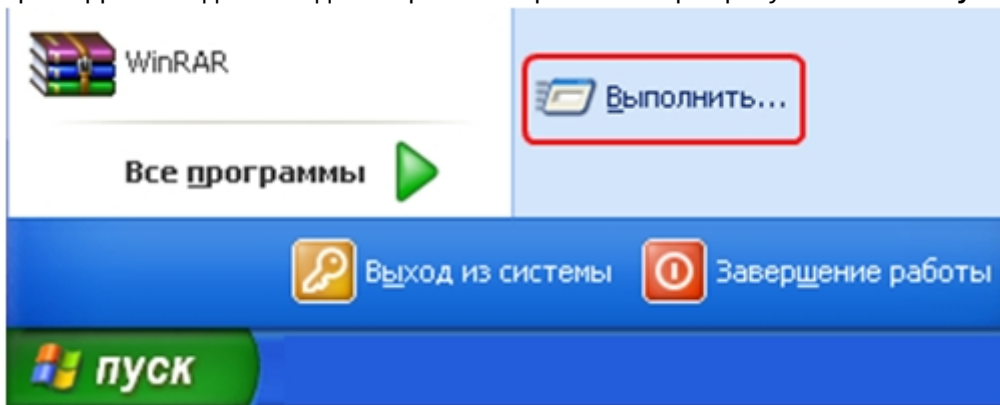 WinRAR
Выполнить...
Все программы
Выход из системы
Завершение работы
пуск